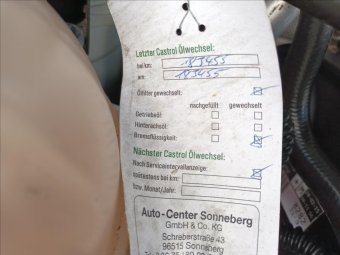 Letzter Castrol Ölwechsel:
bei km: 183455
am: 183455
Ölfilter gewechselt:
nachgefüllt gewechselt
Getriebeöl:
Hinterachsöl:
Bremsflüssigkeit:
Nächster Castrol Ölwechsel:
Nach Serviceintervallanzeige:
spätestens bei km:
bzw. Monat/Jahr:
Auto-Center Sonneberg
GmbH & Co. KG
Schreberstraße 43
96515 Sonneberg